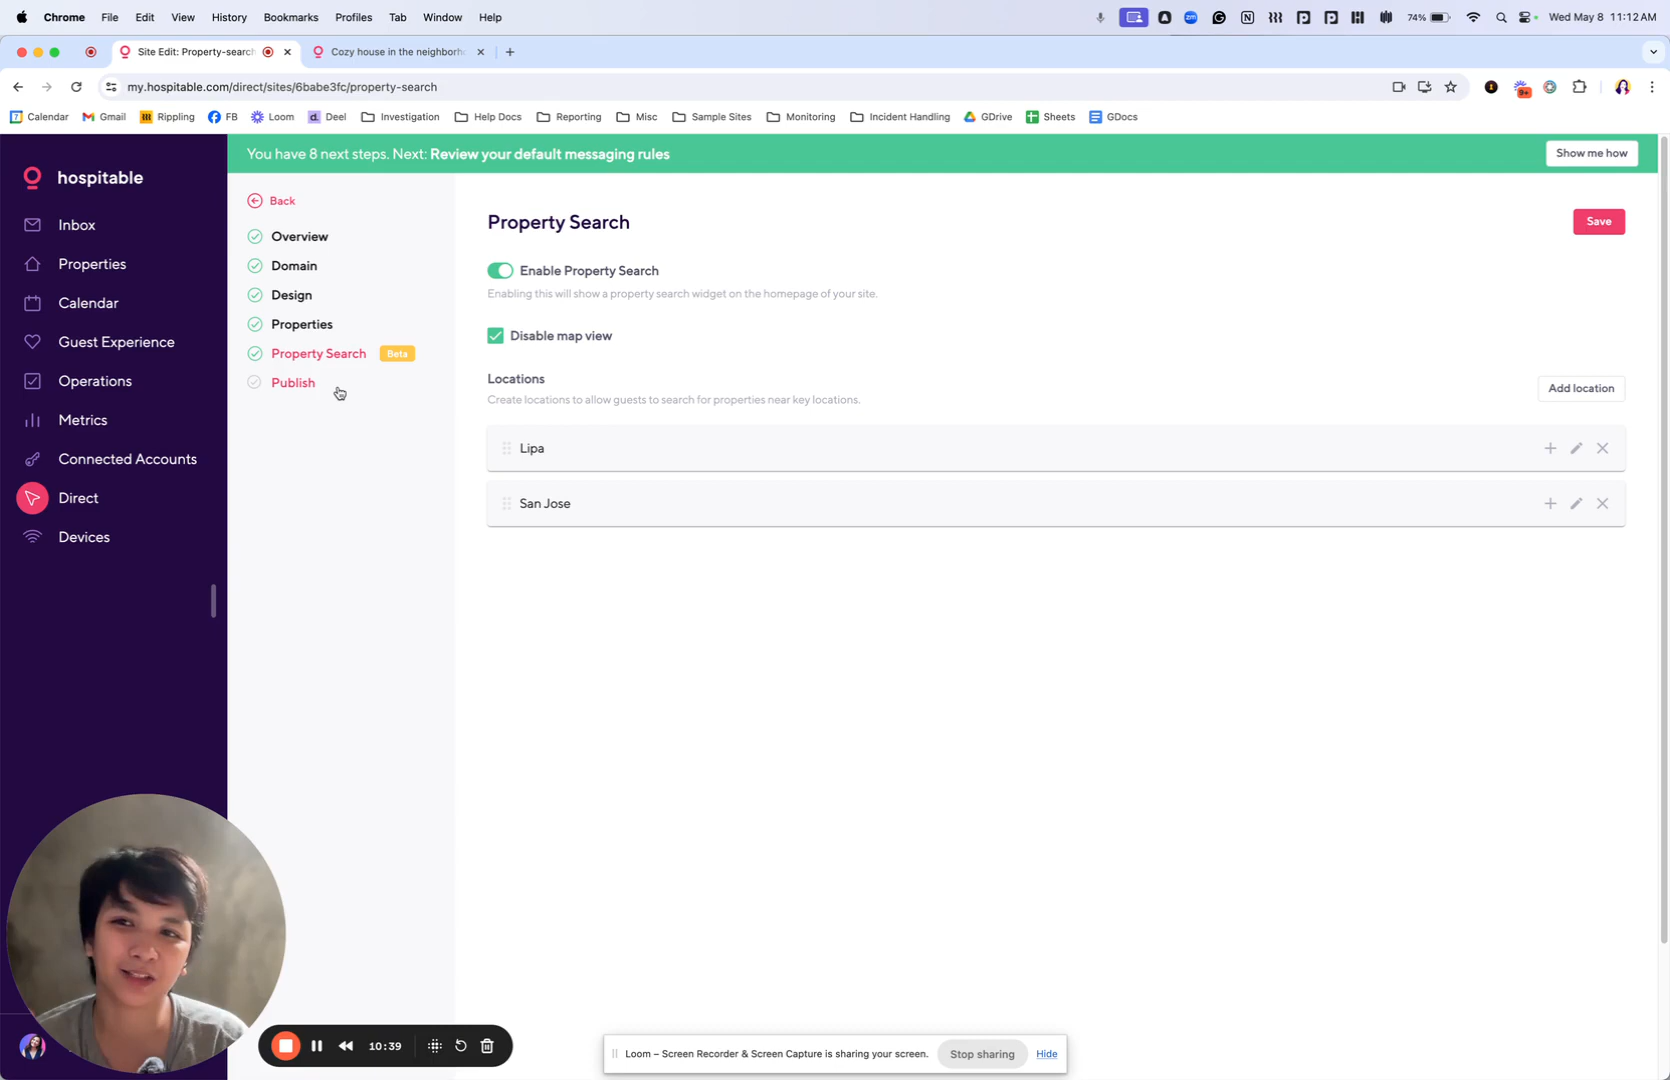 Chrome File Edit View History Bookmarks Profiles Tab Window Help 74% Wed May 8 11:12 AM
Site Edit: Property-search Cozy house in the neighborho
my.hospitable.com/direct/sites/6babe3fc/property-search 9+
Calendar Gmail Rippling FB Loom Deel Investigation Help Docs Reporting Misc Sample Sites Monitoring Incident Handling GDrive Sheets GDocs
You have 8 next steps. Next: Review your default messaging rules Show me how
hospitable
Inbox
Properties
Calendar
Guest Experience
Operations
Metrics
Connected Accounts
Direct
Devices
Back
Overview
Domain
Design
Properties
Property Search Beta
Publish
Property Search Save
Enable Property Search
Enabling this will show a property search widget on the homepage of your site.
Disable map view
Locations
Create locations to allow guests to search for properties near key locations.
Add location
Lipa
San Jose
10:39
Loom – Screen Recorder & Screen Capture is sharing your screen. Stop sharing Hide